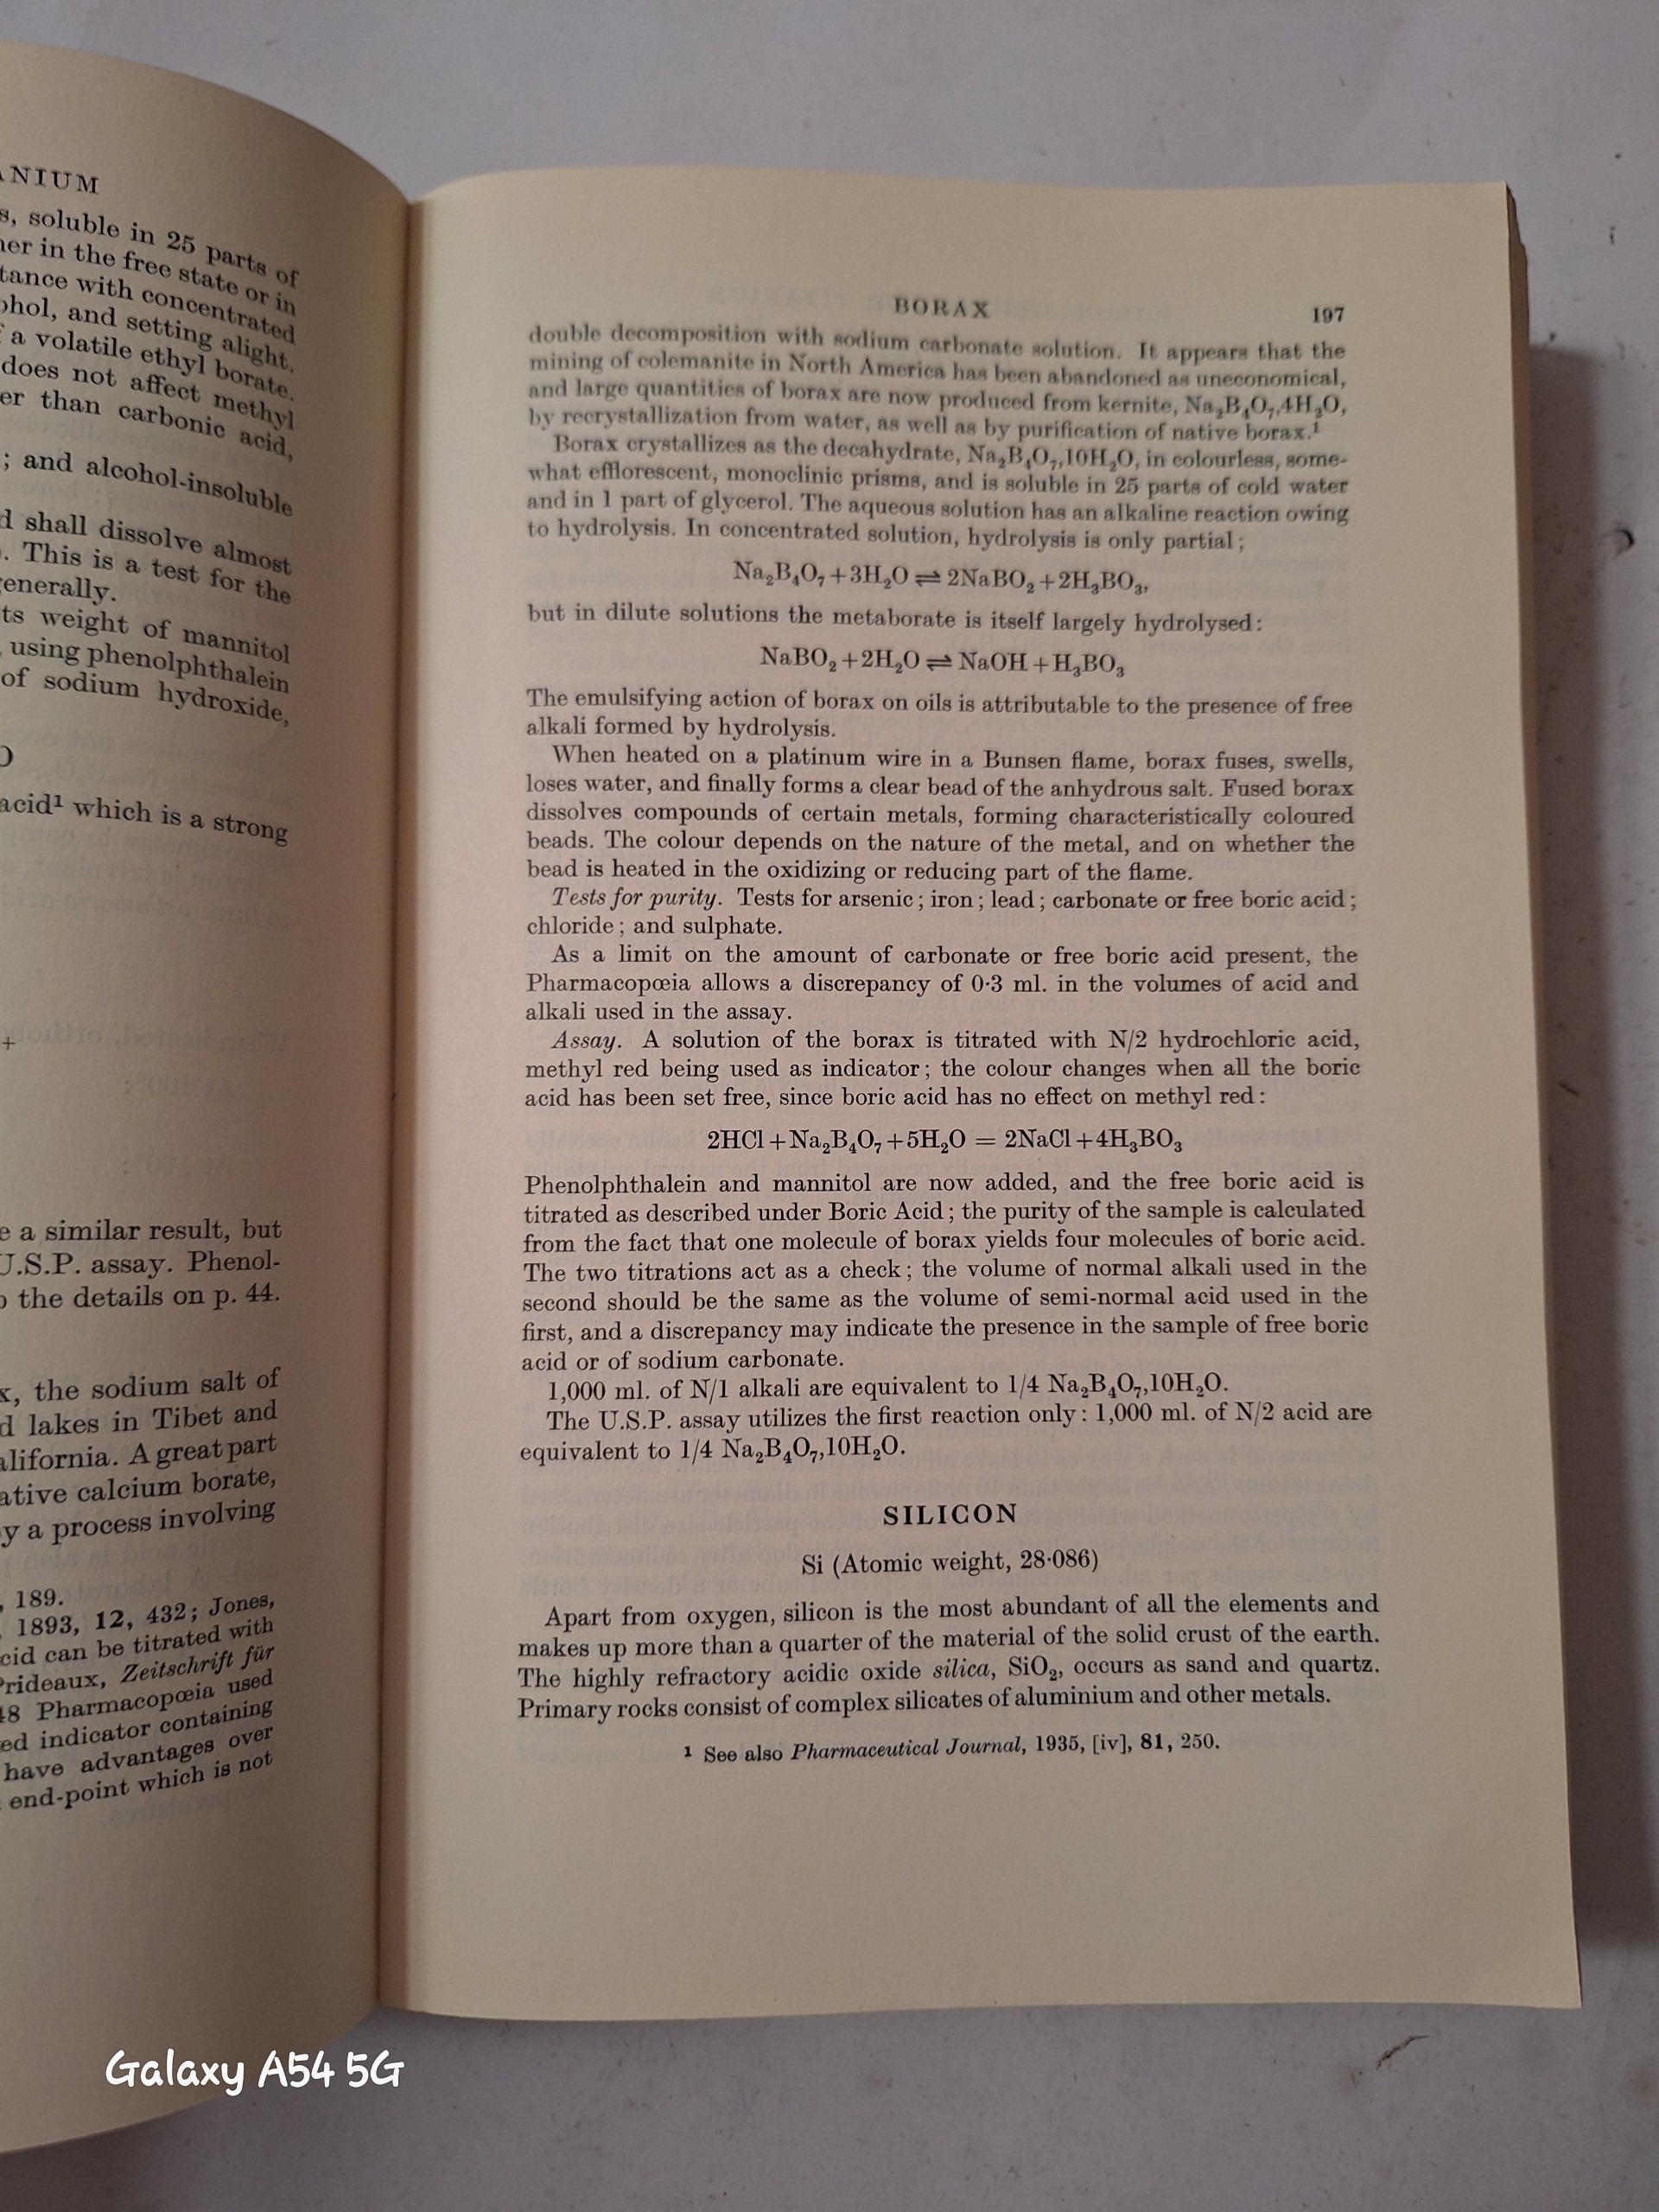 ANIUM
s, soluble in 25 parts of
her in the free state or in
tance with concentrated
ohol, and setting alight.
f a volatile ethyl borate.
does not affect methyl
er than carbonic acid,
; and alcohol-insoluble
d shall dissolve almost
. This is a test for the
generally.
ts weight of mannitol
using phenolphthalein
of sodium hydroxide,
O
acid¹ which is a strong
+
e a similar result, but
U.S.P. assay. Phenol-
o the details on p. 44.
x, the sodium salt of
d lakes in Tibet and
alifornia. A great part
ative calcium borate,
y a process involving
, 189.
1893, 12, 432; Jones,
cid can be titrated with
Prideaux, Zeitschrift für
48 Pharmacopœia used
ed indicator containing
have advantages over
end-point which is not
BORAX 197
double decomposition with sodium carbonate solution. It appears that the
mining of colemanite in North America has been abandoned as uneconomical,
and large quantities of borax are now produced from kernite, Na₂B₄O₇,4H₂O,
by recrystallization from water, as well as by purification of native borax.¹
Borax crystallizes as the decahydrate, Na₂B₄O₇,10H₂O, in colourless, some-
what efflorescent, monoclinic prisms, and is soluble in 25 parts of cold water
and in 1 part of glycerol. The aqueous solution has an alkaline reaction owing
to hydrolysis. In concentrated solution, hydrolysis is only partial;
Na₂B₄O₇+3H₂O⇌2NaBO₂+2H₃BO₃,
but in dilute solutions the metaborate is itself largely hydrolysed:
NaBO₂+2H₂O⇌NaOH+H₃BO₃
The emulsifying action of borax on oils is attributable to the presence of free
alkali formed by hydrolysis.
When heated on a platinum wire in a Bunsen flame, borax fuses, swells,
loses water, and finally forms a clear bead of the anhydrous salt. Fused borax
dissolves compounds of certain metals, forming characteristically coloured
beads. The colour depends on the nature of the metal, and on whether the
bead is heated in the oxidizing or reducing part of the flame.
Tests for purity. Tests for arsenic; iron; lead; carbonate or free boric acid;
chloride; and sulphate.
As a limit on the amount of carbonate or free boric acid present, the
Pharmacopœia allows a discrepancy of 0·3 ml. in the volumes of acid and
alkali used in the assay.
Assay. A solution of the borax is titrated with N/2 hydrochloric acid,
methyl red being used as indicator; the colour changes when all the boric
acid has been set free, since boric acid has no effect on methyl red:
2HCl+Na₂B₄O₇+5H₂O = 2NaCl+4H₃BO₃
Phenolphthalein and mannitol are now added, and the free boric acid is
titrated as described under Boric Acid; the purity of the sample is calculated
from the fact that one molecule of borax yields four molecules of boric acid.
The two titrations act as a check; the volume of normal alkali used in the
second should be the same as the volume of semi-normal acid used in the
first, and a discrepancy may indicate the presence in the sample of free boric
acid or of sodium carbonate.
1,000 ml. of N/1 alkali are equivalent to 1/4 Na₂B₄O₇,10H₂O.
The U.S.P. assay utilizes the first reaction only: 1,000 ml. of N/2 acid are
equivalent to 1/4 Na₂B₄O₇,10H₂O.
SILICON
Si (Atomic weight, 28·086)
Apart from oxygen, silicon is the most abundant of all the elements and
makes up more than a quarter of the material of the solid crust of the earth.
The highly refractory acidic oxide silica, SiO₂, occurs as sand and quartz.
Primary rocks consist of complex silicates of aluminium and other metals.
¹ See also Pharmaceutical Journal, 1935, [iv], 81, 250.
Galaxy A54 5G